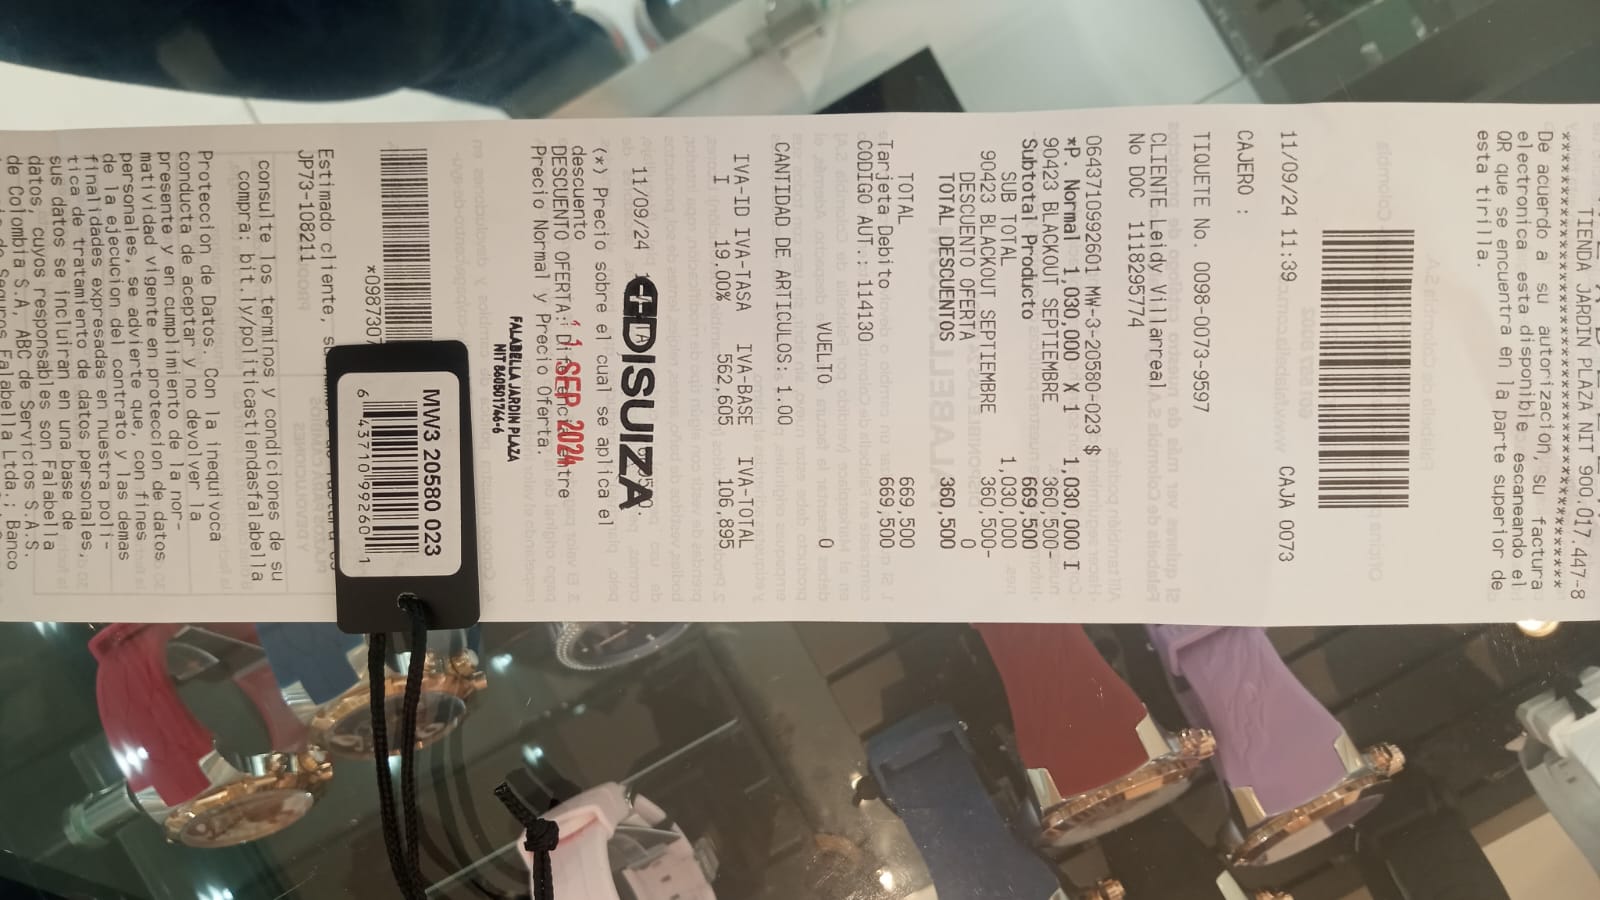 TIENDA JARDIN PLAZA NIT 900.017.447-8
De acuerdo a su autorizacion, su factura
electronica esta disponible escaneando el
QR que se encuentra en la parte superior de
esta tirilla.
11/09/24 11:39 CAJA 0073
CAJERO :
TIQUETE No. 0098-0073-9597
CLIENTE Leidy Villarreal
No DOC 1118295774
0643710992601 MW-3-20580-023 $
*P. Normal 1,030,000 X 1 1,030,000 I
90423 BLACKOUT SEPTIEMBRE 360,500-
Subtotal Producto 669,500
SUB TOTAL 1,030,000
90423 BLACKOUT SEPTIEMBRE 360,500-
DESCUENTO OFERTA 0
TOTAL DESCUENTOS 360,500
TOTAL 669,500
Tarjeta Debito 669,500
CODIGO AUT.: 114130
VUELTO 0
CANTIDAD DE ARTICULOS: 1.00
IVA-ID IVA-TASA IVA-BASE IVA-TOTAL
I 19.00% 562,605 106,895
11/09/24
DISUIZA
(*) Precio sobre el cual se aplica el
descuento
DESCUENTO OFERTA: Diferencia entre
Precio Normal y Precio Oferta.
1 SEP 2024
FALABELLA JARDIN PLAZA
NIT 860501746-6
*0987307
Estimado cliente, su
JP73-108211
consulte los terminos y condiciones de su
compra: bit.ly/politicastiendasfalabella
Proteccion de Datos. Con la inequiveca
conducta de aceptar y no devolver la
presente y en cumplimiento de la nor-
matividad vigente en proteccion de datos
personales, se advierte que, con fines
de la ejecucion del contrato y las demas
finalidades expresadas en nuestra poli-
tica de tratamiento de datos personales,
sus datos se incluiran en una base de
datos, cuyos responsables son Falabella
de Colombia S.A, ABC de Servicios S.A.S.
Seguros Falabella Ltda.; Banco
MW3 20580 023
6 43710 99260 1